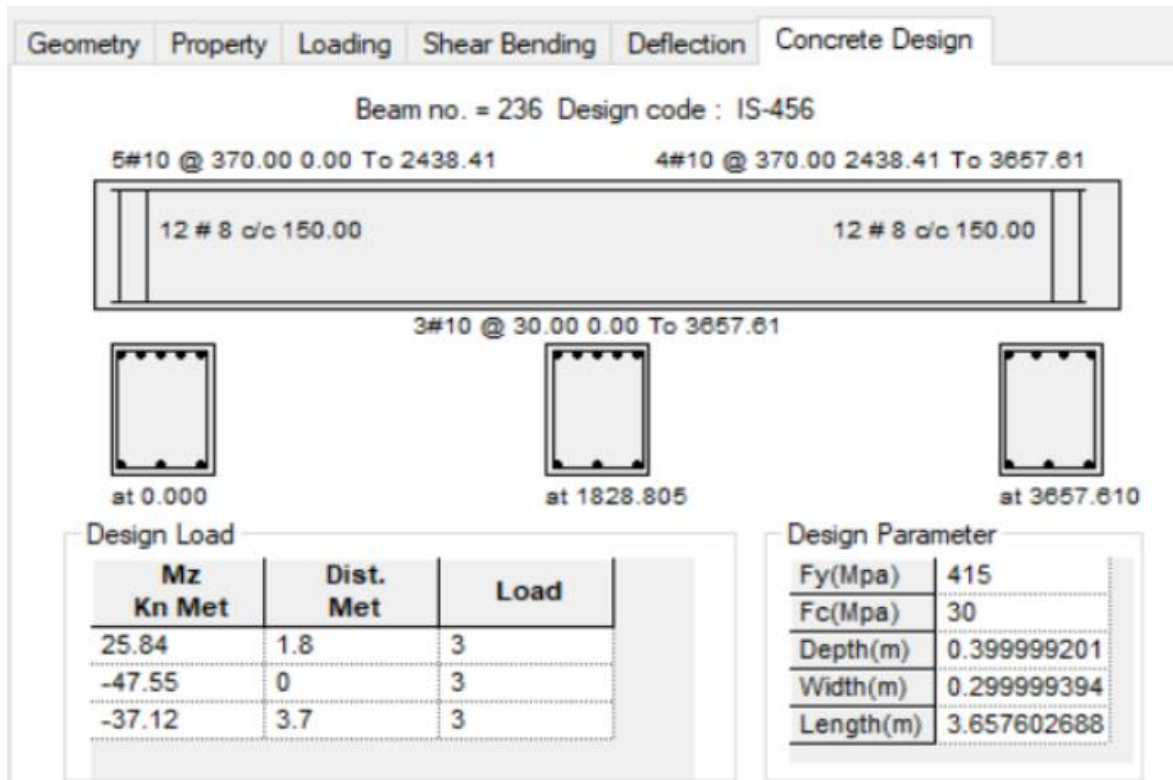 Geometry Property Loading Shear Bending Deflection Concrete Design
Beam no. = 236 Design code : IS-456
5#10 @ 370.00 0.00 To 2438.41 4#10 @ 370.00 2438.41 To 3657.61
12 # 8 c/c 150.00 12 # 8 c/c 150.00
3#10 @ 30.00 0.00 To 3657.61
at 0.000 at 1828.805 at 3657.610
Design Load Design Parameter
Mz Dist. Load
Kn Met Met
25.84 1.8 3
-47.55 0 3
-37.12 3.7 3
Fy(Mpa) 415
Fc(Mpa) 30
Depth(m) 0.399999201
Width(m) 0.299999394
Length(m) 3.657602688